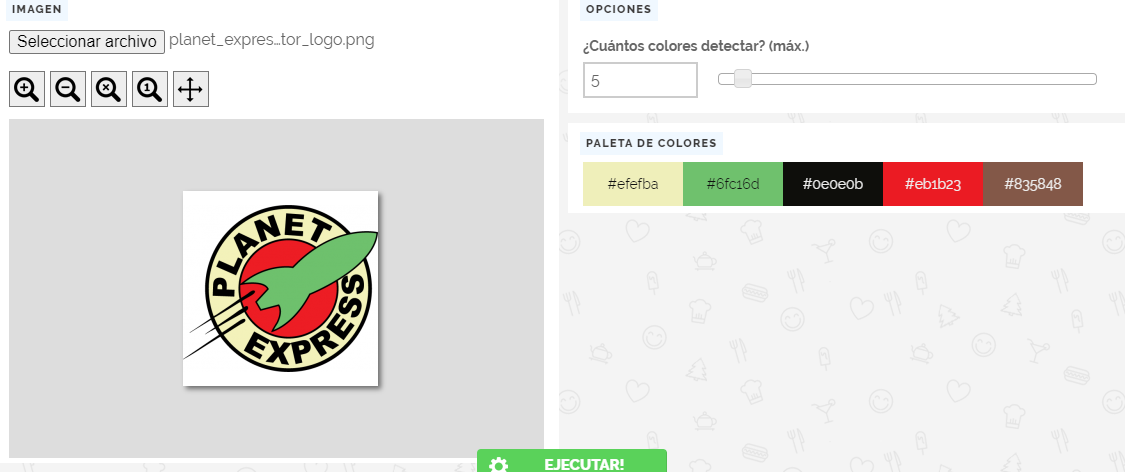 IMAGEN
Seleccionar archivo planet_expres...tor_logo.png
1
PLANET
EXPRESS
OPCIONES
¿Cuántos colores detectar? (máx.)
5
PALETA DE COLORES
#efefba #6fc16d #0e0e0b #eb1b23 #835848
EJECUTAR!